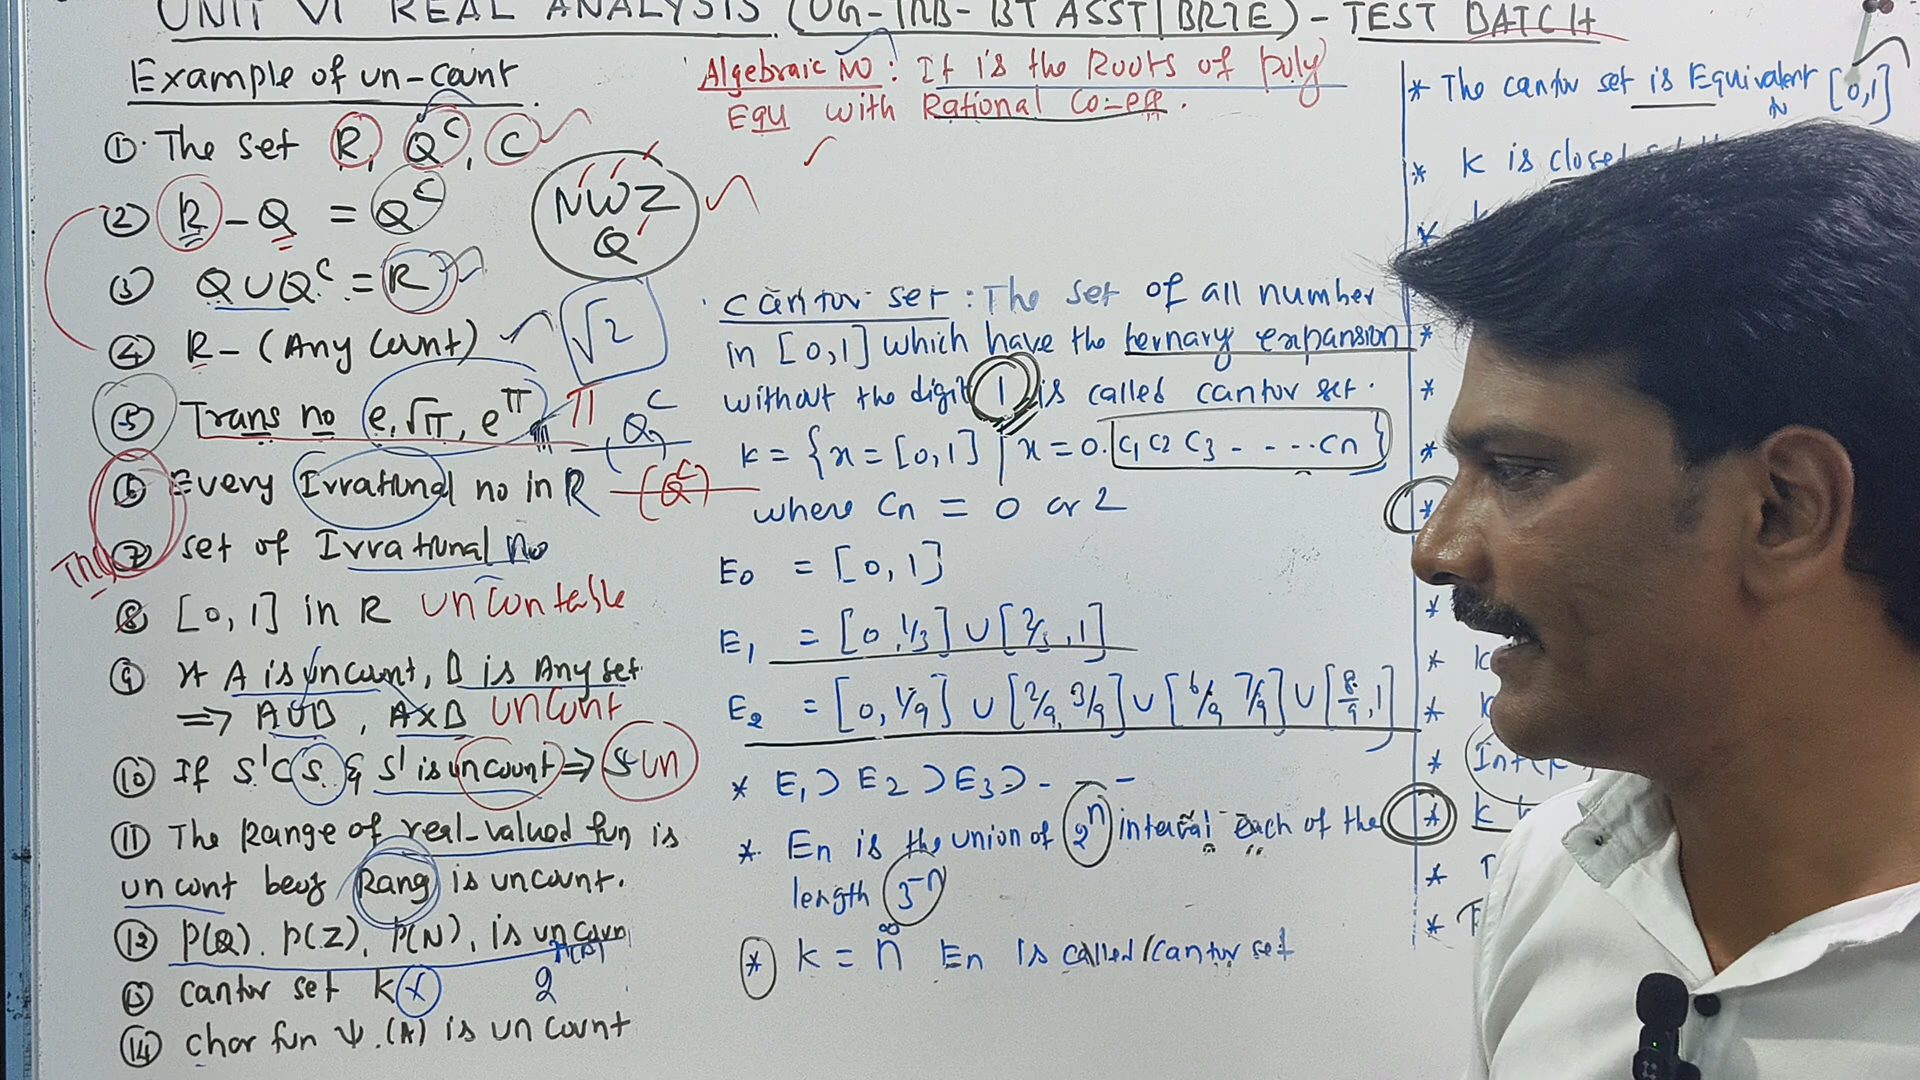 UNIT VI REAL ANALYSIS (UG-TRB-BT ASST|BRTE) - TEST BATCH
Example of un-count
① The set R, Q^c, C
② R - Q = Q^c
③ Q ∪ Q^c = R
④ R - (Any Count)
⑤ Trans no e, √π, e^π, π (Q^c)
⑥ Every Irrational no in R (Q^c)
⑦ set of Irrational no
⑧ [0, 1] in R uncontable
⑨ If A is uncount, B is Any set
⇒ A∪B, A×B uncont
⑩ If S'⊂S & S' is uncount ⇒ S un
⑪ The Range of real-valued fun is
uncont Rang is uncount.
⑫ P(Q), P(Z), P(N), is uncoun
⑬ cantor set k
2
⑭ char fun ψ.(A) is un count
N W Z
Q
√2
Algebraic no : It is the Roots of poly
Equ with Rational Co-eff.
cantor set : The set of all number
in [0,1] which have the ternary expansion
without the digit 1 is called cantor set.
k = {x = [0,1] | x = 0.c1 c2 c3 - - ... cn}
where Cn = 0 or 2
E0 = [0, 1]
E1 = [0, 1/3] ∪ [2/3, 1]
E2 = [0, 1/9] ∪ [2/9, 3/9] ∪ [6/9, 7/9] ∪ [8/9, 1]
* E1 ⊃ E2 ⊃ E3 ⊃ - - -
* En is the union of 2^n interval each of the
length 3^-n
* k = ∩^∞ En is called cantor set
* The cantor set is Equivalent [0,1]
* k is closed
*
*
*
*
*
*
*
*
* Int(k
* k
*
*